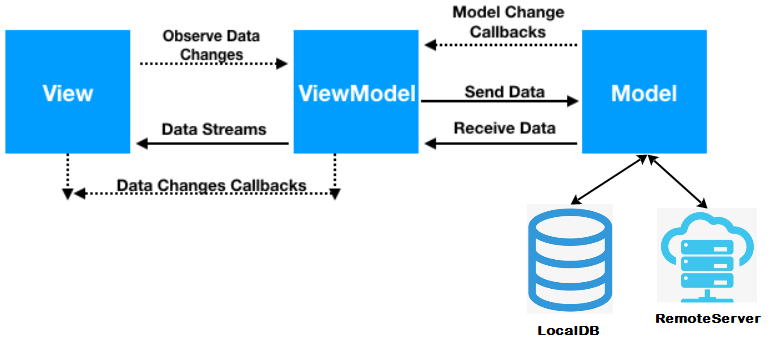 Observe Data
Changes
Model Change
Callbacks
View
ViewModel
Model
Send Data
Data Streams
Receive Data
Data Changes Callbacks
LocalDB
RemoteServer